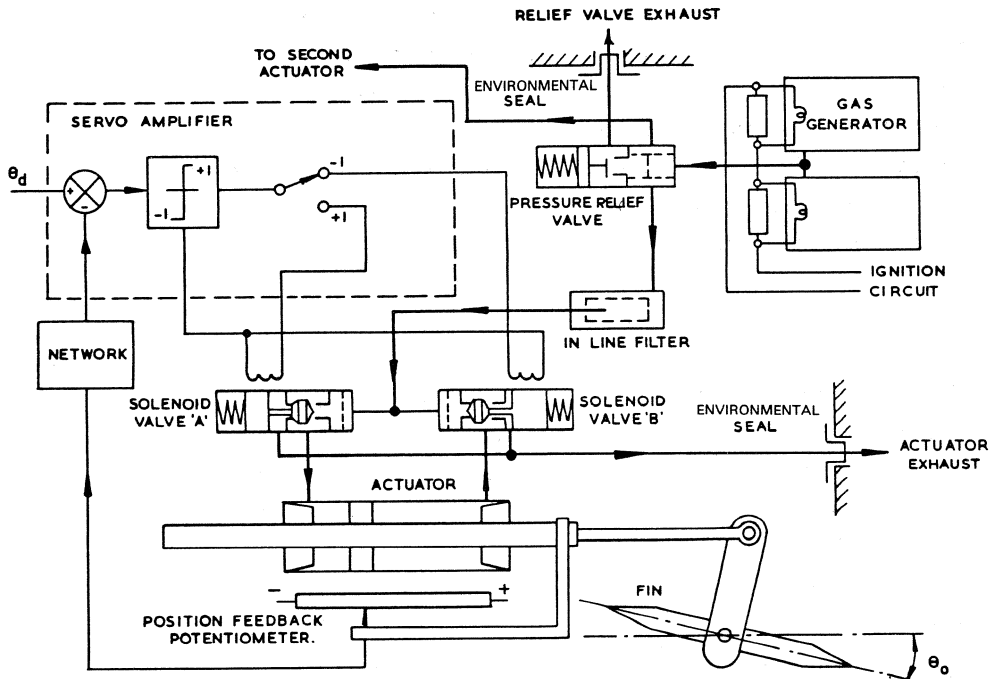 RELIEF VALVE EXHAUST
TO SECOND
ACTUATOR
ENVIRONMENTAL
SEAL
GAS
GENERATOR
SERVO AMPLIFIER
θd
+
-
+1
-1
-1
+1
PRESSURE RELIEF
VALVE
IGNITION
CIRCUIT
NETWORK
IN LINE FILTER
SOLENOID
VALVE 'A'
SOLENOID
VALVE 'B'
ENVIRONMENTAL
SEAL
ACTUATOR
EXHAUST
ACTUATOR
-
+
POSITION FEEDBACK
POTENTIOMETER.
FIN
θo